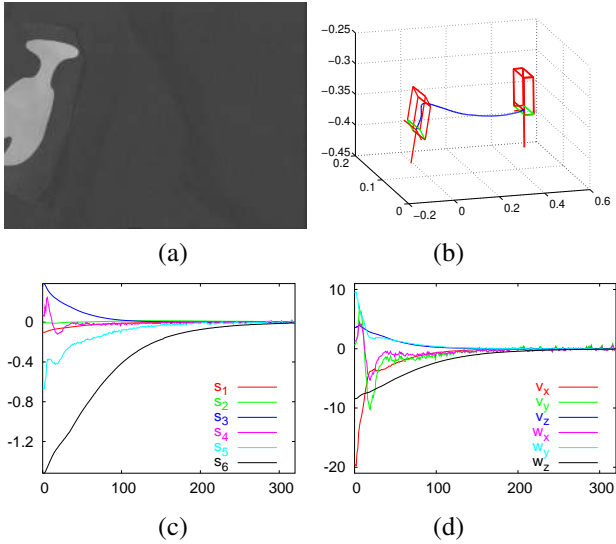 −0.25
−0.3
−0.35
−0.4
−0.45
0.2
0.1
0
−0.2
0
0.2
0.4
0.6
(a)
(b)
0
-0.4
-0.8
-1.2
0
100
200
300
s1
s2
s3
s4
s5
s6
10
0
-10
-20
0
100
200
300
vx
vy
vz
wx
wy
wz
(c)
(d)